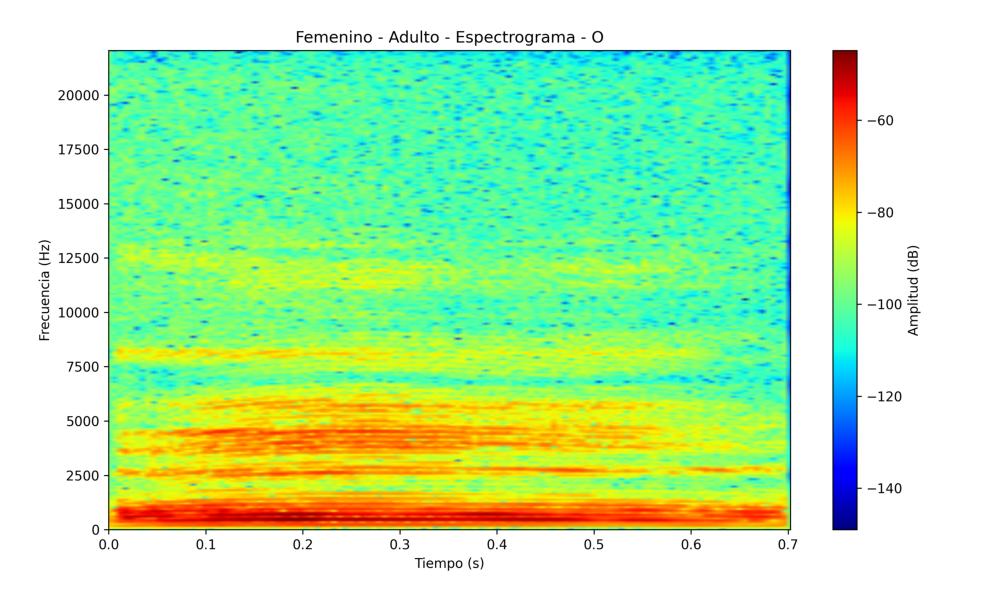 Femenino - Adulto - Espectrograma - O
Frecuencia (Hz)
20000
17500
15000
12500
10000
7500
5000
2500
0
0.0 0.1 0.2 0.3 0.4 0.5 0.6 0.7
Tiempo (s)
−60
−80
−100
−120
−140
Amplitud (dB)